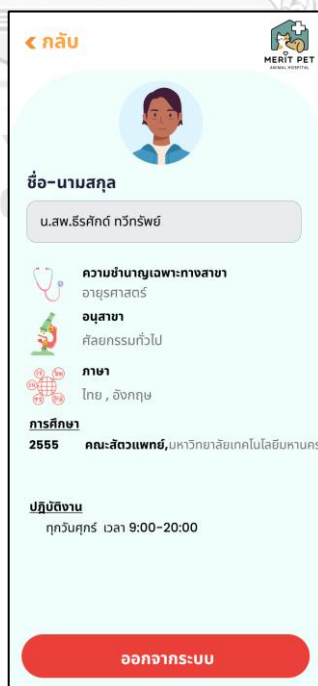 กลับ
MERIT PET
ANIMAL HOSPITAL
ชื่อ-นามสกุล
น.สพ.ธีรศักด์ ทวีทรัพย์
ความชำนาญเฉพาะทางสาขา
อายุรศาสตร์
อนุสาขา
ศัลยกรรมทั่วไป
ภาษา
ไทย , อังกฤษ
การศึกษา
2555 คณะสัตวแพทย์,มหาวิทยาลัยเทคโนโลยีมหานคร
ปฏิบัติงาน
ทุกวันศุกร์ เวลา 9:00-20:00
ออกจากระบบ